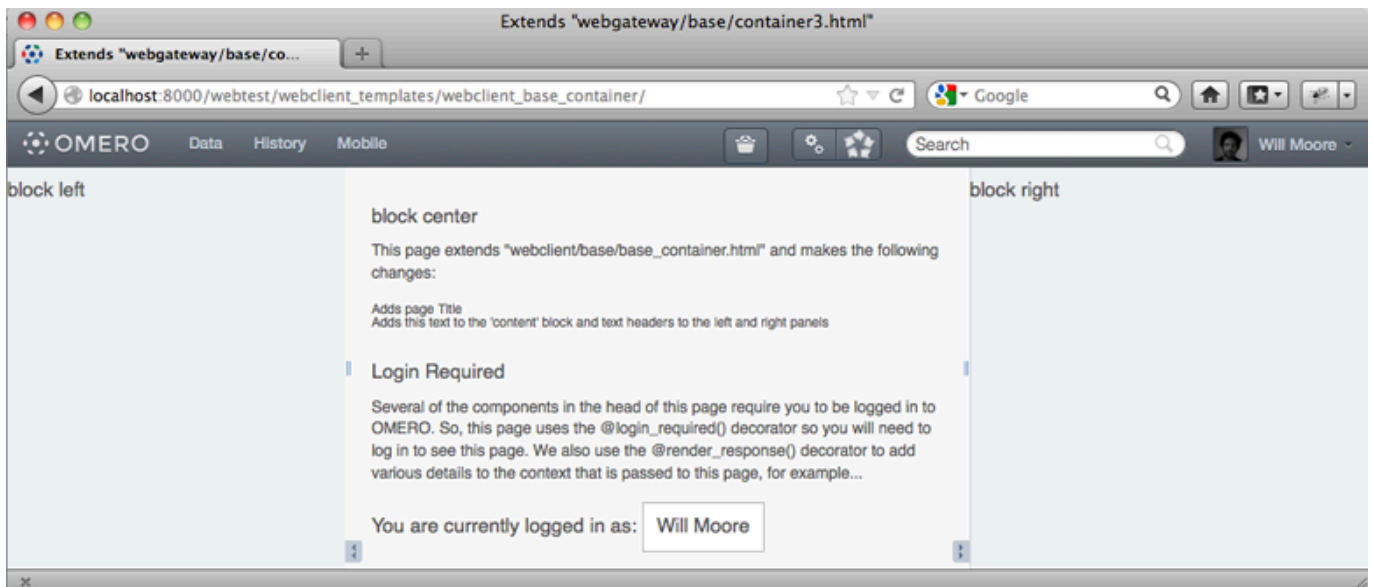 Extends "webgateway/base/container3.html"
Extends "webgateway/base/co...
localhost:8000/webtest/webclient_templates/webclient_base_container/
Google
OMERO Data History Mobile Search Will Moore
block left
block right
block center
This page extends "webclient/base/base_container.html" and makes the following
changes:
Adds page Title
Adds this text to the 'content' block and text headers to the left and right panels
Login Required
Several of the components in the head of this page require you to be logged in to
OMERO. So, this page uses the @login_required() decorator so you will need to
log in to see this page. We also use the @render_response() decorator to add
various details to the context that is passed to this page, for example...
You are currently logged in as: Will Moore